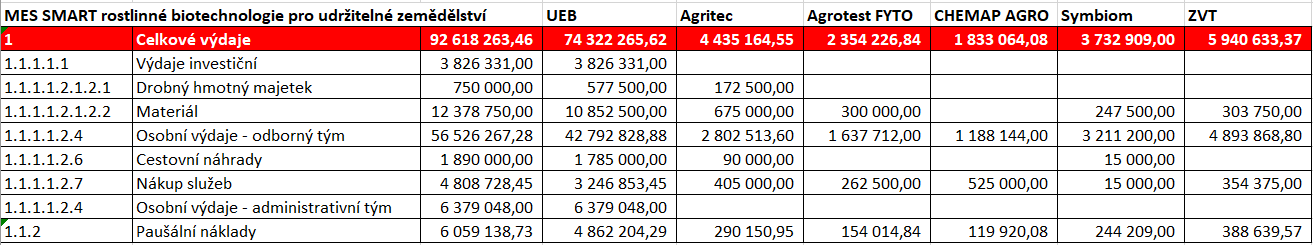 MES SMART rostlinné biotechnologie pro udržitelné zemědělství UEB Agritec Agrotest FYTO CHEMAP AGRO Symbiom ZVT
1 Celkové výdaje 92 618 263,46 74 322 265,62 4 435 164,55 2 354 226,84 1 833 064,08 3 732 909,00 5 940 633,37
1.1.1.1.1 Výdaje investiční 3 826 331,00 3 826 331,00
1.1.1.1.2.1.2.1 Drobný hmotný majetek 750 000,00 577 500,00 172 500,00
1.1.1.1.2.1.2.2 Materiál 12 378 750,00 10 852 500,00 675 000,00 300 000,00 247 500,00 303 750,00
1.1.1.1.2.4 Osobní výdaje - odborný tým 56 526 267,28 42 792 828,88 2 802 513,60 1 637 712,00 1 188 144,00 3 211 200,00 4 893 868,80
1.1.1.1.2.6 Cestovní náhrady 1 890 000,00 1 785 000,00 90 000,00 15 000,00
1.1.1.1.2.7 Nákup služeb 4 808 728,45 3 246 853,45 405 000,00 262 500,00 525 000,00 15 000,00 354 375,00
1.1.1.1.2.4 Osobní výdaje - administrativní tým 6 379 048,00 6 379 048,00
1.1.2 Paušální náklady 6 059 138,73 4 862 204,29 290 150,95 154 014,84 119 920,08 244 209,00 388 639,57